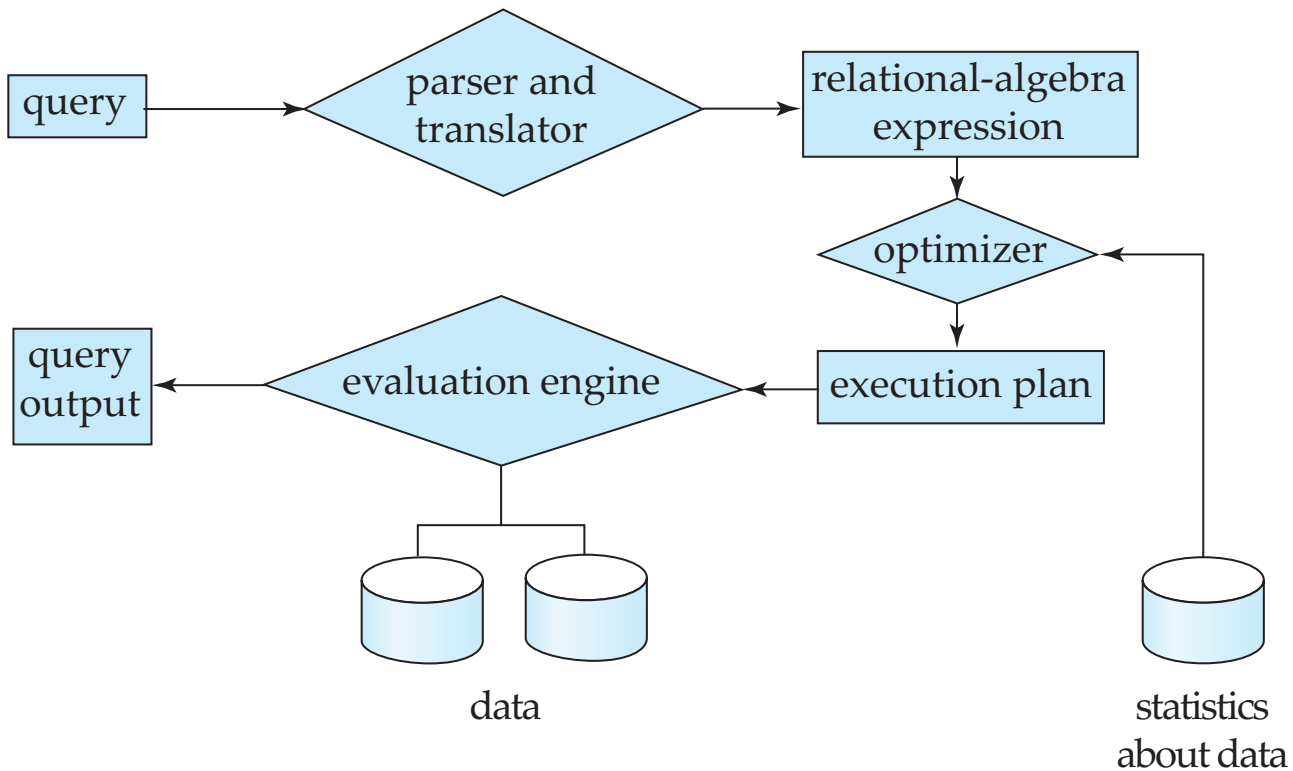 query
parser and
translator
relational-algebra
expression
optimizer
query
output
evaluation engine
execution plan
data
statistics
about data